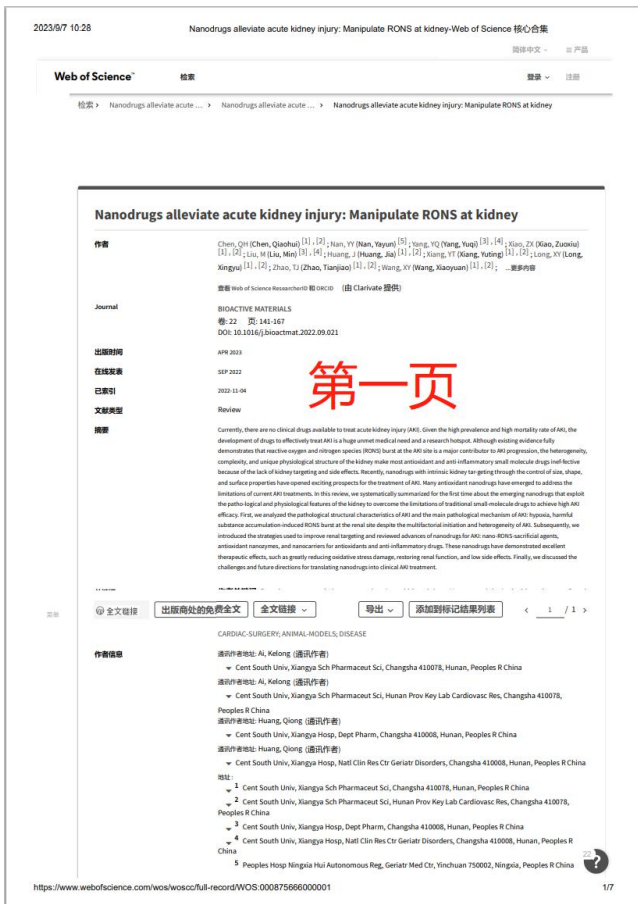 2023/9/7 10:28
Nanodrugs alleviate acute kidney injury: Manipulate RONS at kidney-Web of Science 核心合集
简体中文
产品
Web of Science™
检索
登录
注册
检索 > Nanodrugs alleviate acute ... > Nanodrugs alleviate acute ... > Nanodrugs alleviate acute kidney injury: Manipulate RONS at kidney
Nanodrugs alleviate acute kidney injury: Manipulate RONS at kidney
作者
Chen, QH (Chen, Qiaohui) [1] , [2] ; Nan, YY (Nan, Yayun) [5] ; Yang, YQ (Yang, Yuqi) [3] , [4] ; Xiao, ZX (Xiao, Zuoxiu)
[1] , [2] ; Liu, M (Liu, Min) [3] , [4] ; Huang, J (Huang, Jia) [1] , [2] ; Xiang, YT (Xiang, Yuting) [1] , [2] ; Long, XY (Long,
Xingyu) [1] , [2] ; Zhao, TJ (Zhao, Tianjiao) [1] , [2] ; Wang, XY (Wang, Xiaoyuan) [1] , [2] ; ...更多内容
查看 Web of Science ResearcherID 和 ORCID (由 Clarivate 提供)
Journal
BIOACTIVE MATERIALS
卷: 22 页: 141-167
DOI: 10.1016/j.bioactmat.2022.09.021
出版时间
APR 2023
在线发表
SEP 2022
已索引
2022-11-04
文献类型
Review
第一页
摘要
Currently, there are no clinical drugs available to treat acute kidney injury (AKI). Given the high prevalence and high mortality rate of AKI, the
development of drugs to effectively treat AKI is a huge unmet medical need and a research hotspot. Although existing evidence fully
demonstrates that reactive oxygen and nitrogen species (RONS) burst at the AKI site is a major contributor to AKI progression, the heterogeneity,
complexity, and unique physiological structure of the kidney make most antioxidant and anti-inflammatory small molecule drugs inef-fective
because of the lack of kidney targeting and side effects. Recently, nanodrugs with intrinsic kidney tar-geting through the control of size, shape,
and surface properties have opened exciting prospects for the treatment of AKI. Many antioxidant nanodrugs have emerged to address the
limitations of current AKI treatments. In this review, we systematically summarized for the first time about the emerging nanodrugs that exploit
the patho-logical and physiological features of the kidney to overcome the limitations of traditional small-molecule drugs to achieve high AKI
efficacy. First, we analyzed the pathological structural characteristics of AKI and the main pathological mechanism of AKI: hypoxia, harmful
substance accumulation-induced RONS burst at the renal site despite the multifactorial initiation and heterogeneity of AKI. Subsequently, we
introduced the strategies used to improve renal targeting and reviewed advances of nanodrugs for AKI: nano-RONS-sacrificial agents,
antioxidant nanozymes, and nanocarriers for antioxidants and anti-inflammatory drugs. These nanodrugs have demonstrated excellent
therapeutic effects, such as greatly reducing oxidative stress damage, restoring renal function, and low side effects. Finally, we discussed the
challenges and future directions for translating nanodrugs into clinical AKI treatment.
全文链接
出版商处的免费全文
全文链接
导出
添加到标记结果列表
< 1 / 1 >
CARDIAC-SURGERY; ANIMAL-MODELS; DISEASE
作者信息
通讯作者地址: Ai, Kelong (通讯作者)
Cent South Univ, Xiangya Sch Pharmaceut Sci, Changsha 410078, Hunan, Peoples R China
通讯作者地址: Ai, Kelong (通讯作者)
Cent South Univ, Xiangya Sch Pharmaceut Sci, Hunan Prov Key Lab Cardiovasc Res, Changsha 410078,
Peoples R China
通讯作者地址: Huang, Qiong (通讯作者)
Cent South Univ, Xiangya Hosp, Dept Pharm, Changsha 410008, Hunan, Peoples R China
通讯作者地址: Huang, Qiong (通讯作者)
Cent South Univ, Xiangya Hosp, Natl Clin Res Ctr Geriatr Disorders, Changsha 410008, Hunan, Peoples R China
地址 :
1 Cent South Univ, Xiangya Sch Pharmaceut Sci, Changsha 410078, Hunan, Peoples R China
2 Cent South Univ, Xiangya Sch Pharmaceut Sci, Hunan Prov Key Lab Cardiovasc Res, Changsha 410078,
Peoples R China
3 Cent South Univ, Xiangya Hosp, Dept Pharm, Changsha 410008, Hunan, Peoples R China
4 Cent South Univ, Xiangya Hosp, Natl Clin Res Ctr Geriatr Disorders, Changsha 410008, Hunan, Peoples R
China
5 Peoples Hosp Ningxia Hui Autonomous Reg, Geriatr Med Ctr, Yinchuan 750002, Ningxia, Peoples R China
22
?
https://www.webofscience.com/wos/woscc/full-record/WOS:000875666000001
1/7